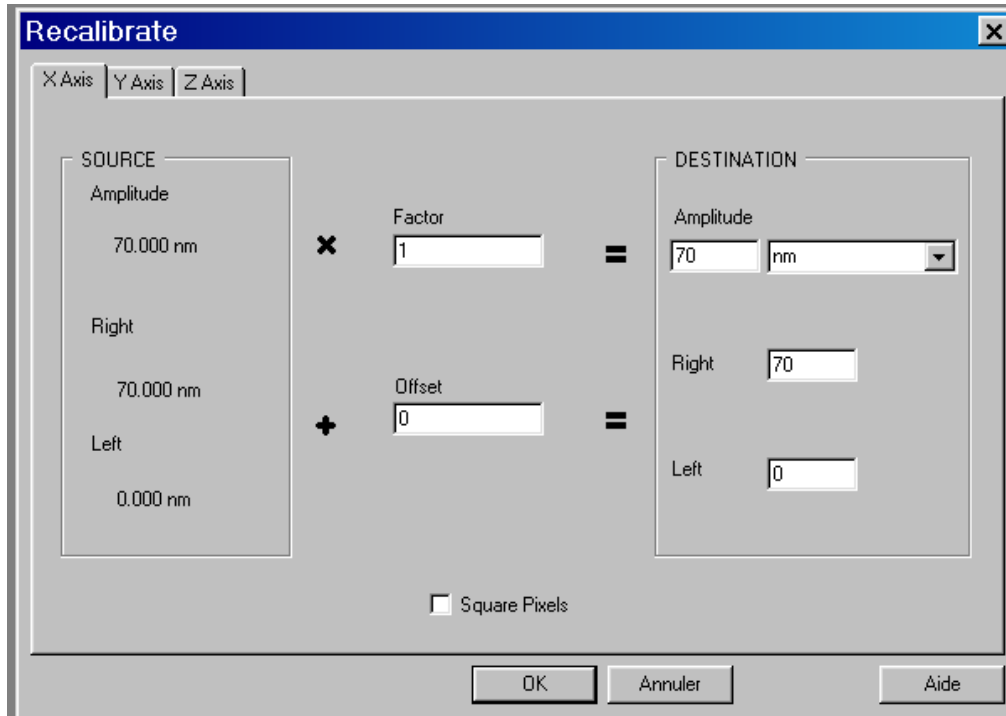 Recalibrate
X Axis Y Axis Z Axis
SOURCE
Amplitude
70.000 nm
Right
70.000 nm
Left
0.000 nm
Factor
1
Offset
0
DESTINATION
Amplitude
70 nm
Right 70
Left 0
Square Pixels
OK Annuler Aide